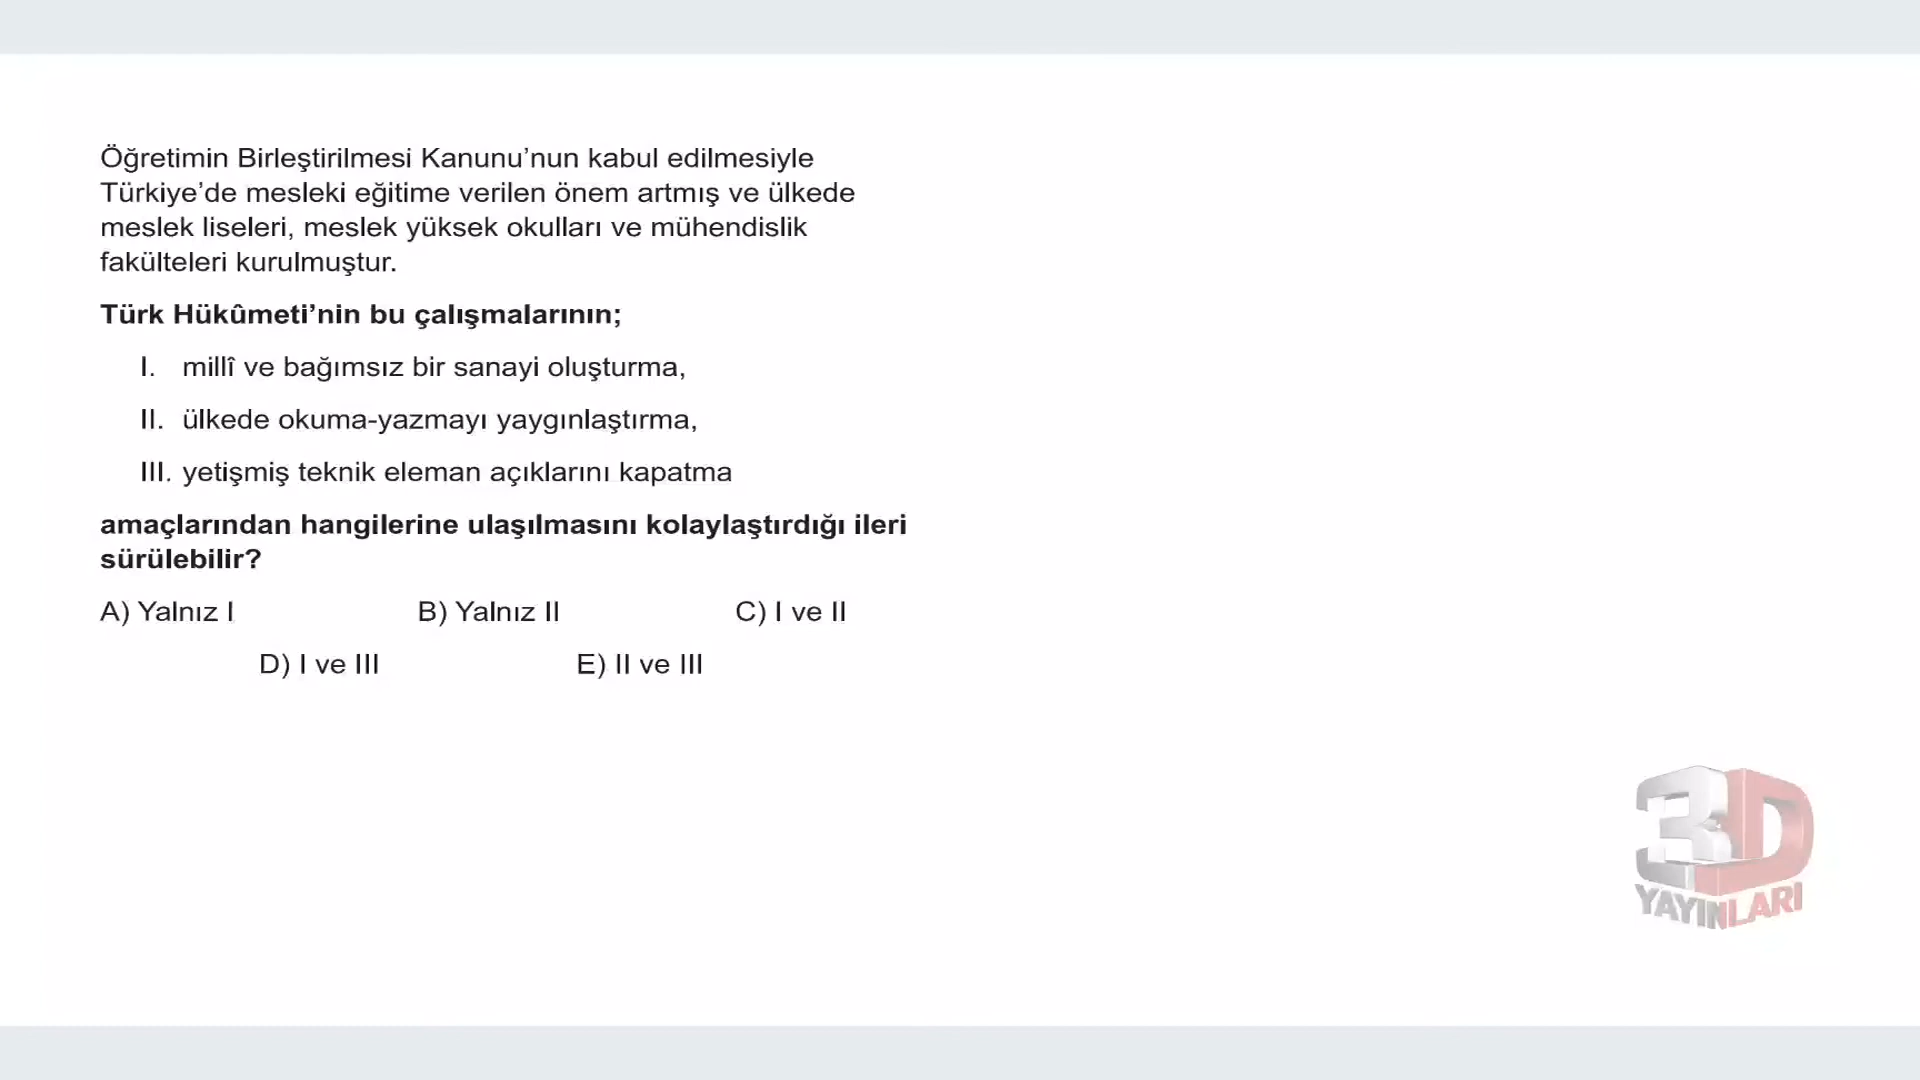 Öğretimin Birleştirilmesi Kanunu’nun kabul edilmesiyle
Türkiye’de mesleki eğitime verilen önem artmış ve ülkede
meslek liseleri, meslek yüksek okulları ve mühendislik
fakülteleri kurulmuştur.
Türk Hükûmeti’nin bu çalışmalarının;
I. millî ve bağımsız bir sanayi oluşturma,
II. ülkede okuma-yazmayı yaygınlaştırma,
III. yetişmiş teknik eleman açıklarını kapatma
amaçlarından hangilerine ulaşılmasını kolaylaştırdığı ileri
sürülebilir?
A) Yalnız I B) Yalnız II C) I ve II
D) I ve III E) II ve III
3D
YAYINLARI